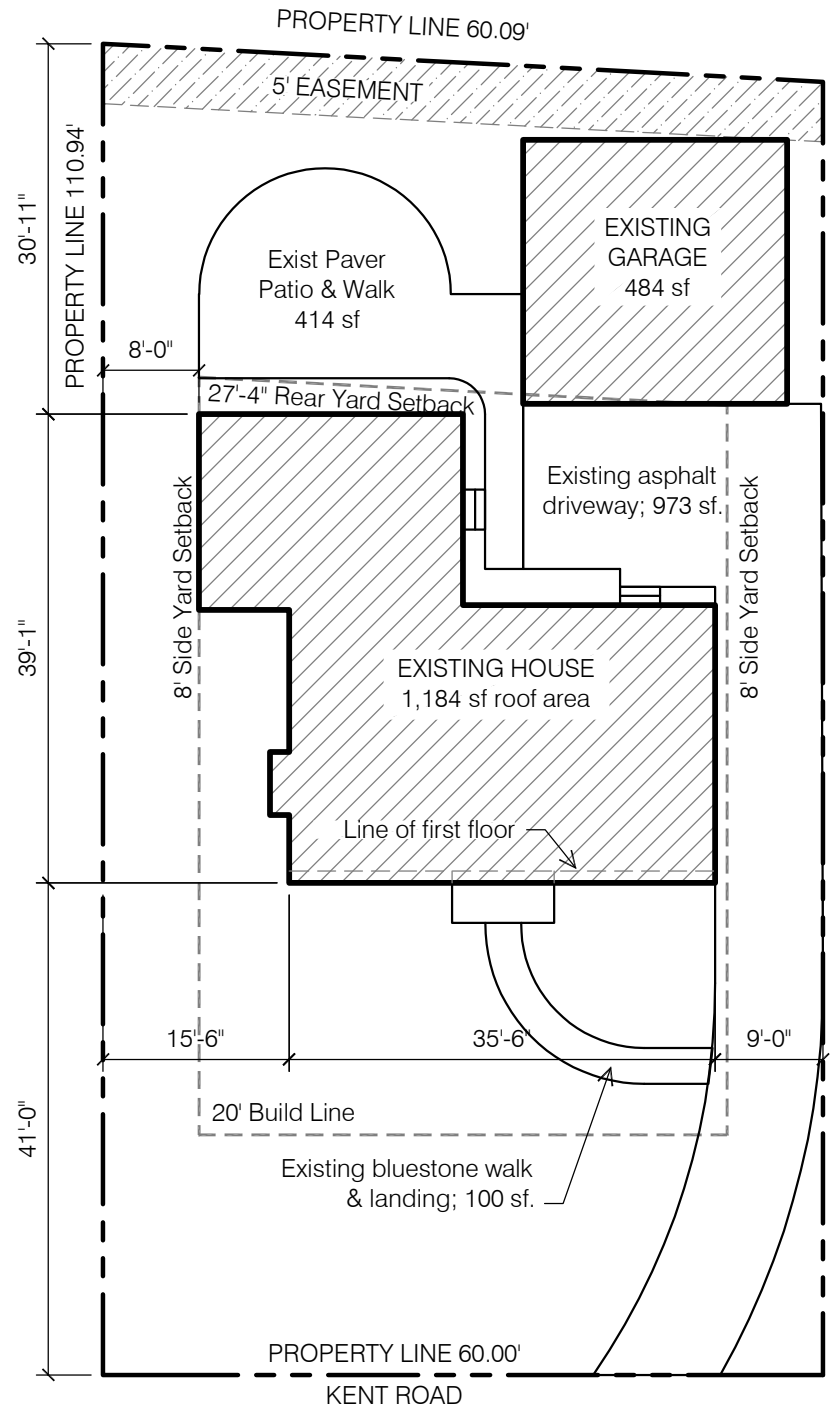 PROPERTY LINE 60.09'
5' EASEMENT
30'-11"
PROPERTY LINE 110.94'
EXISTING
GARAGE
484 sf
Exist Paver
Patio & Walk
414 sf
8'-0"
27'-4" Rear Yard Setback
Existing asphalt
driveway; 973 sf.
8' Side Yard Setback
8' Side Yard Setback
39'-1"
EXISTING HOUSE
1,184 sf roof area
Line of first floor
15'-6"
35'-6"
9'-0"
41'-0"
20' Build Line
Existing bluestone walk
& landing; 100 sf.
PROPERTY LINE 60.00'
KENT ROAD